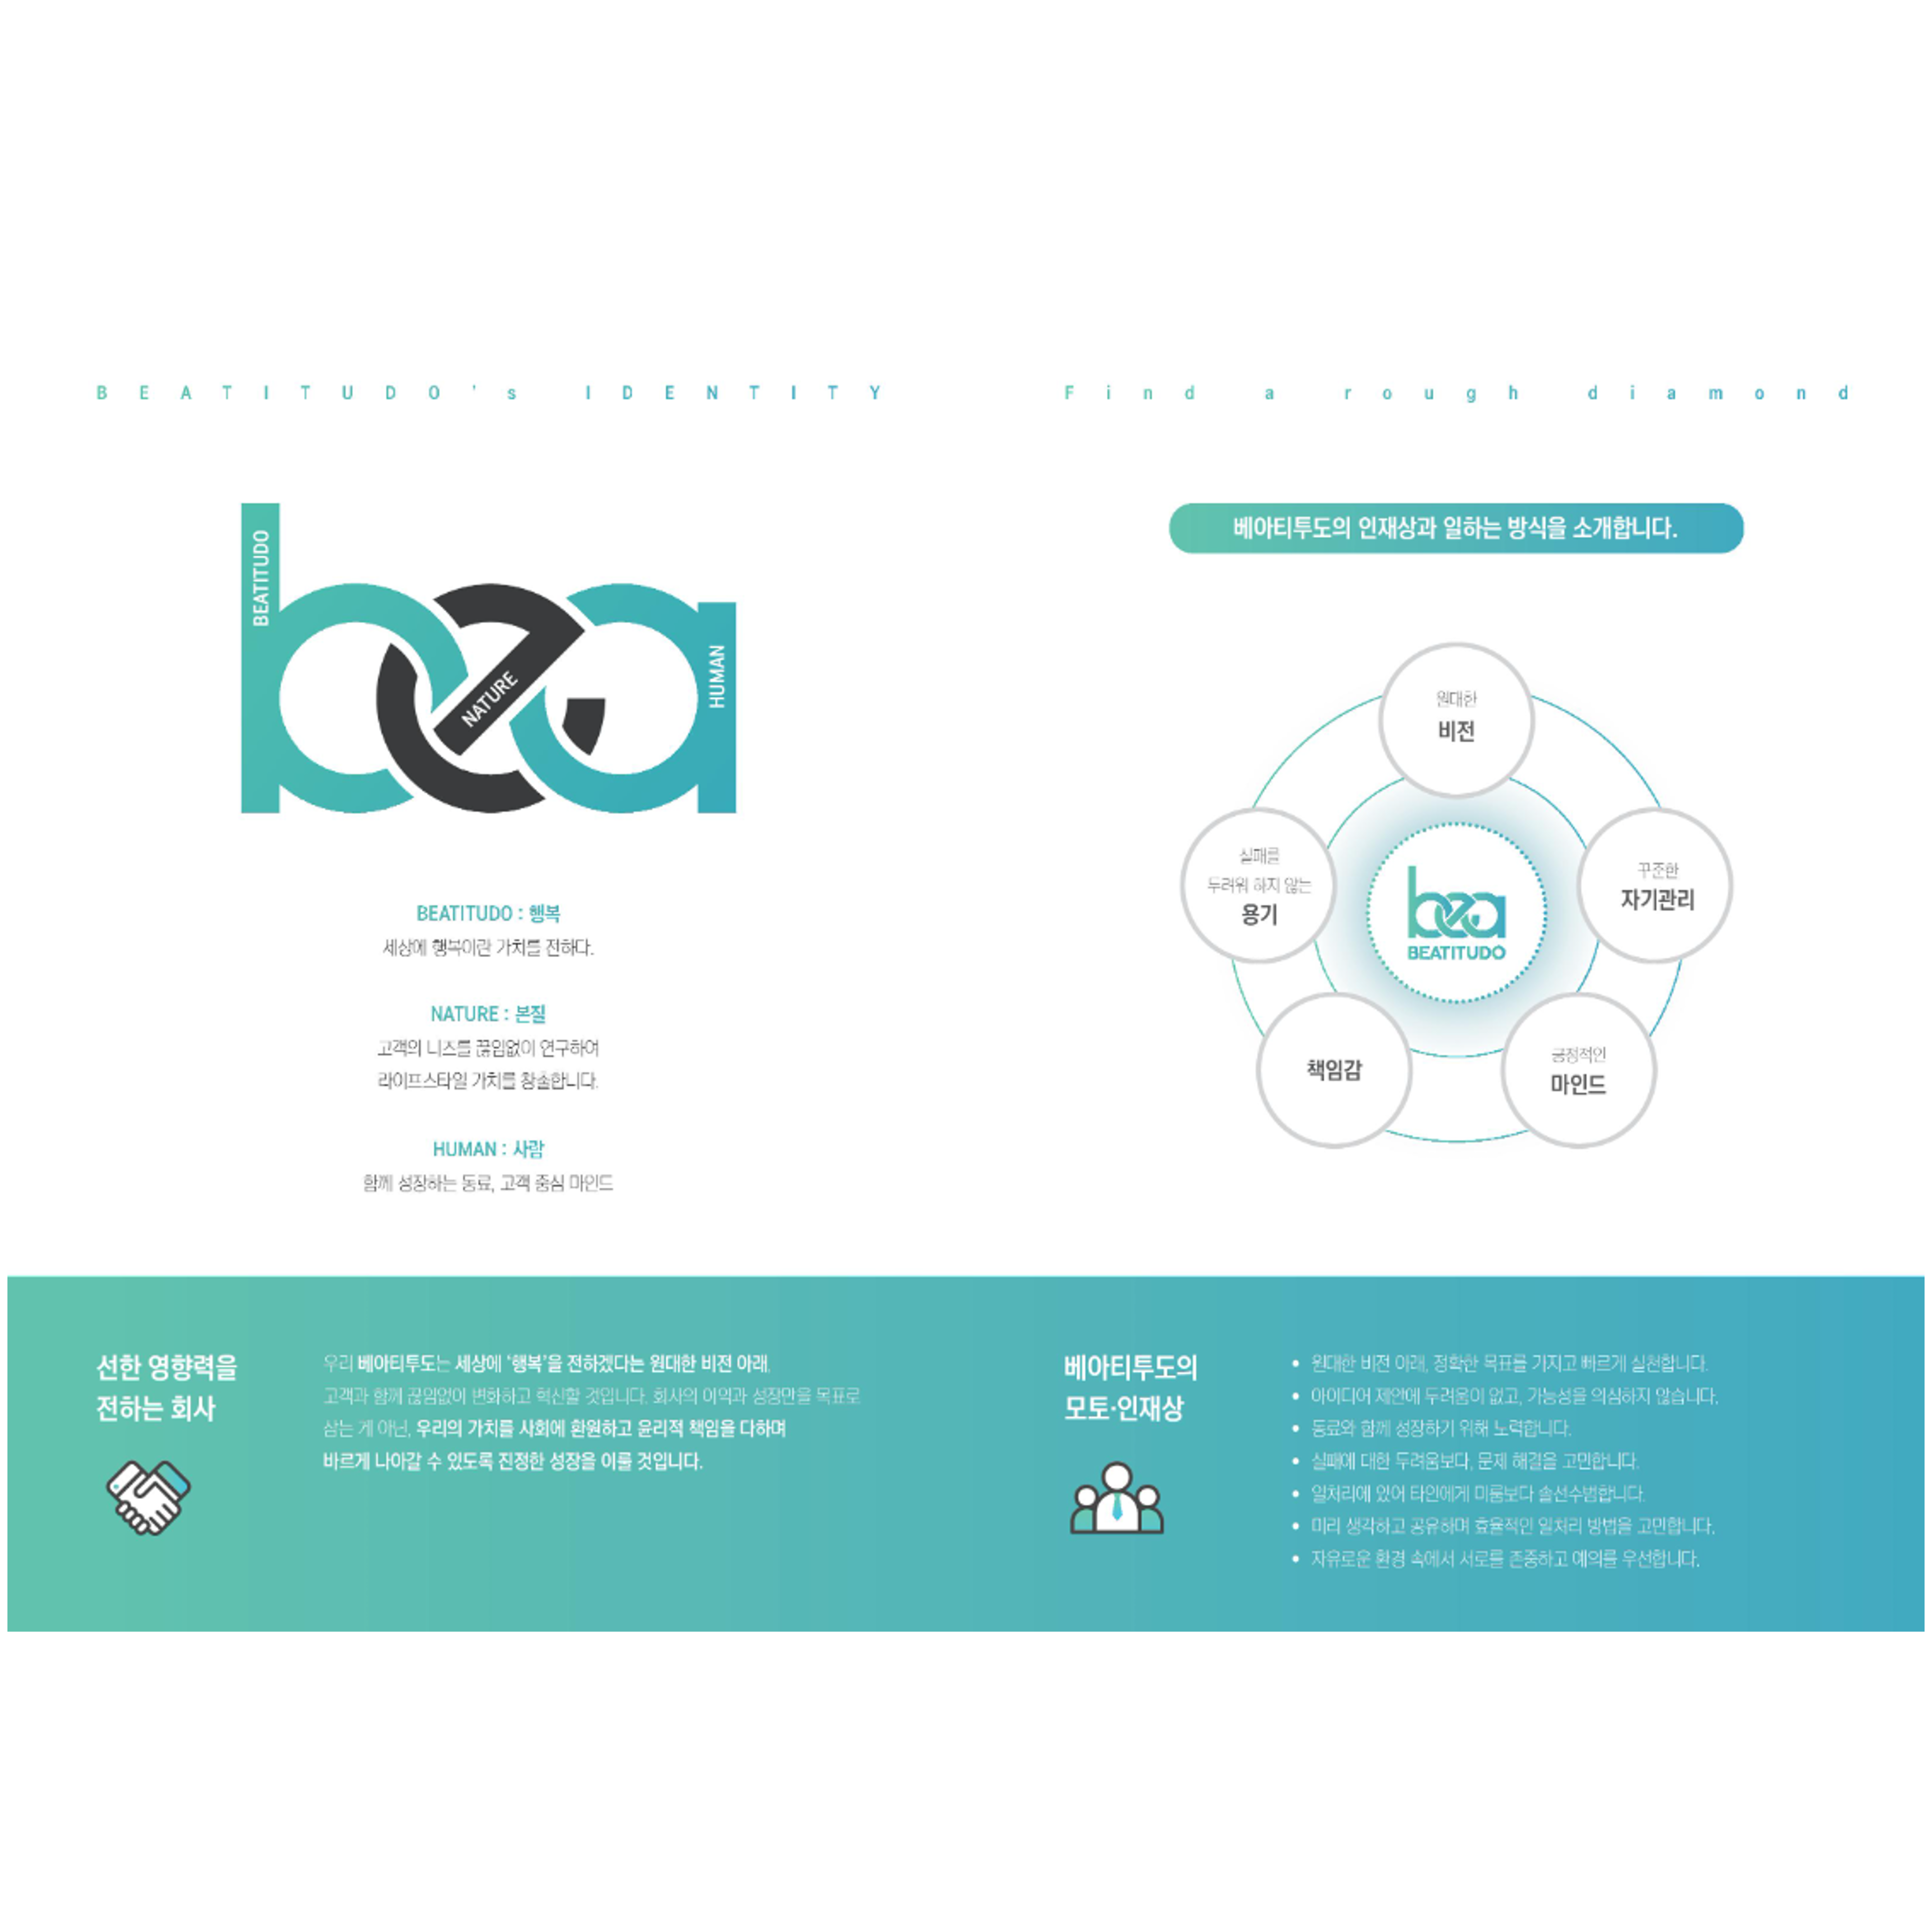 BEATITUDO's IDENTITY
BEATITUDO
NATURE
HUMAN
BEATITUDO : 행복
세상에 행복이란 가치를 전하다.
NATURE : 본질
고객의 니즈를 끊임없이 연구하여
라이프스타일 가치를 창출합니다.
HUMAN : 사람
함께 성장하는 동료, 고객 중심 마인드
Find a rough diamond
베아티투도의 인재상과 일하는 방식을 소개합니다.
원대한
비전
실패를
두려워 하지 않는
용기
꾸준한
자기관리
bea
BEATITUDO
책임감
긍정적인
마인드
선한 영향력을
전하는 회사
우리 베아티투도는 세상에 ‘행복’을 전하겠다는 원대한 비전 아래,
고객과 함께 끊임없이 변화하고 혁신할 것입니다. 회사의 이익과 성장만을 목표로
삼는 게 아닌, 우리의 가치를 사회에 환원하고 윤리적 책임을 다하며
바르게 나아갈 수 있도록 진정한 성장을 이룰 것입니다.
베아티투도의
모토·인재상
• 원대한 비전 아래, 정확한 목표를 가지고 빠르게 실천합니다.
• 아이디어 제안에 두려움이 없고, 가능성을 의심하지 않습니다.
• 동료와 함께 성장하기 위해 노력합니다.
• 실패에 대한 두려움보다, 문제 해결을 고민합니다.
• 일처리에 있어 타인에게 미룸보다 솔선수범합니다.
• 미리 생각하고 공유하며 효율적인 일처리 방법을 고민합니다.
• 자유로운 환경 속에서 서로를 존중하고 예의를 우선합니다.